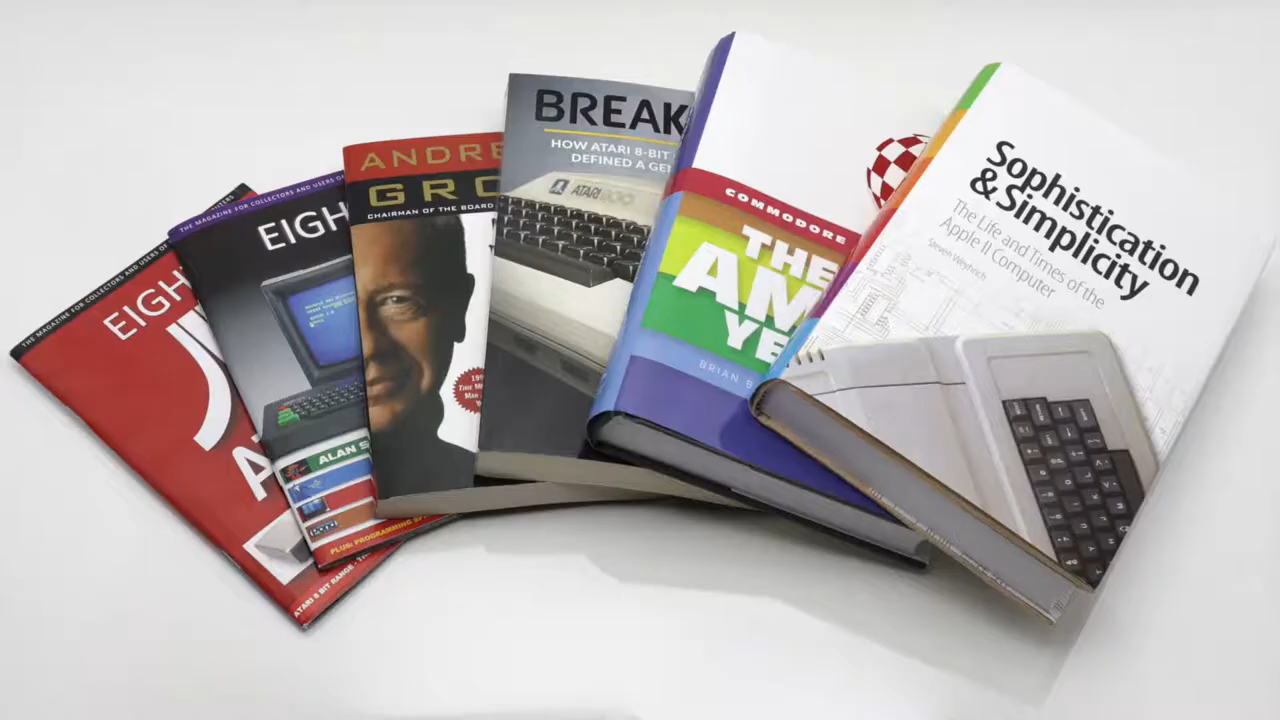 THE MAGAZINE FOR COLLECTORS AND USERS OF
EIGH
A
ATARI 8 BIT RANGE
THE MAGAZINE FOR COLLECTORS AND USERS OF
EIGH
ALAN S
PLUS: PROGRAMMING
ANDRE
GRO
CHAIRMAN OF THE BOARD
BREAK
HOW ATARI 8-BIT
DEFINED A GE
ATARI 800
COMMODORE
THE
AM
YE
BRIAN B
Sophistication
&Simplicity
The Life and Times of the
Apple II Computer
Steven Weyhrich